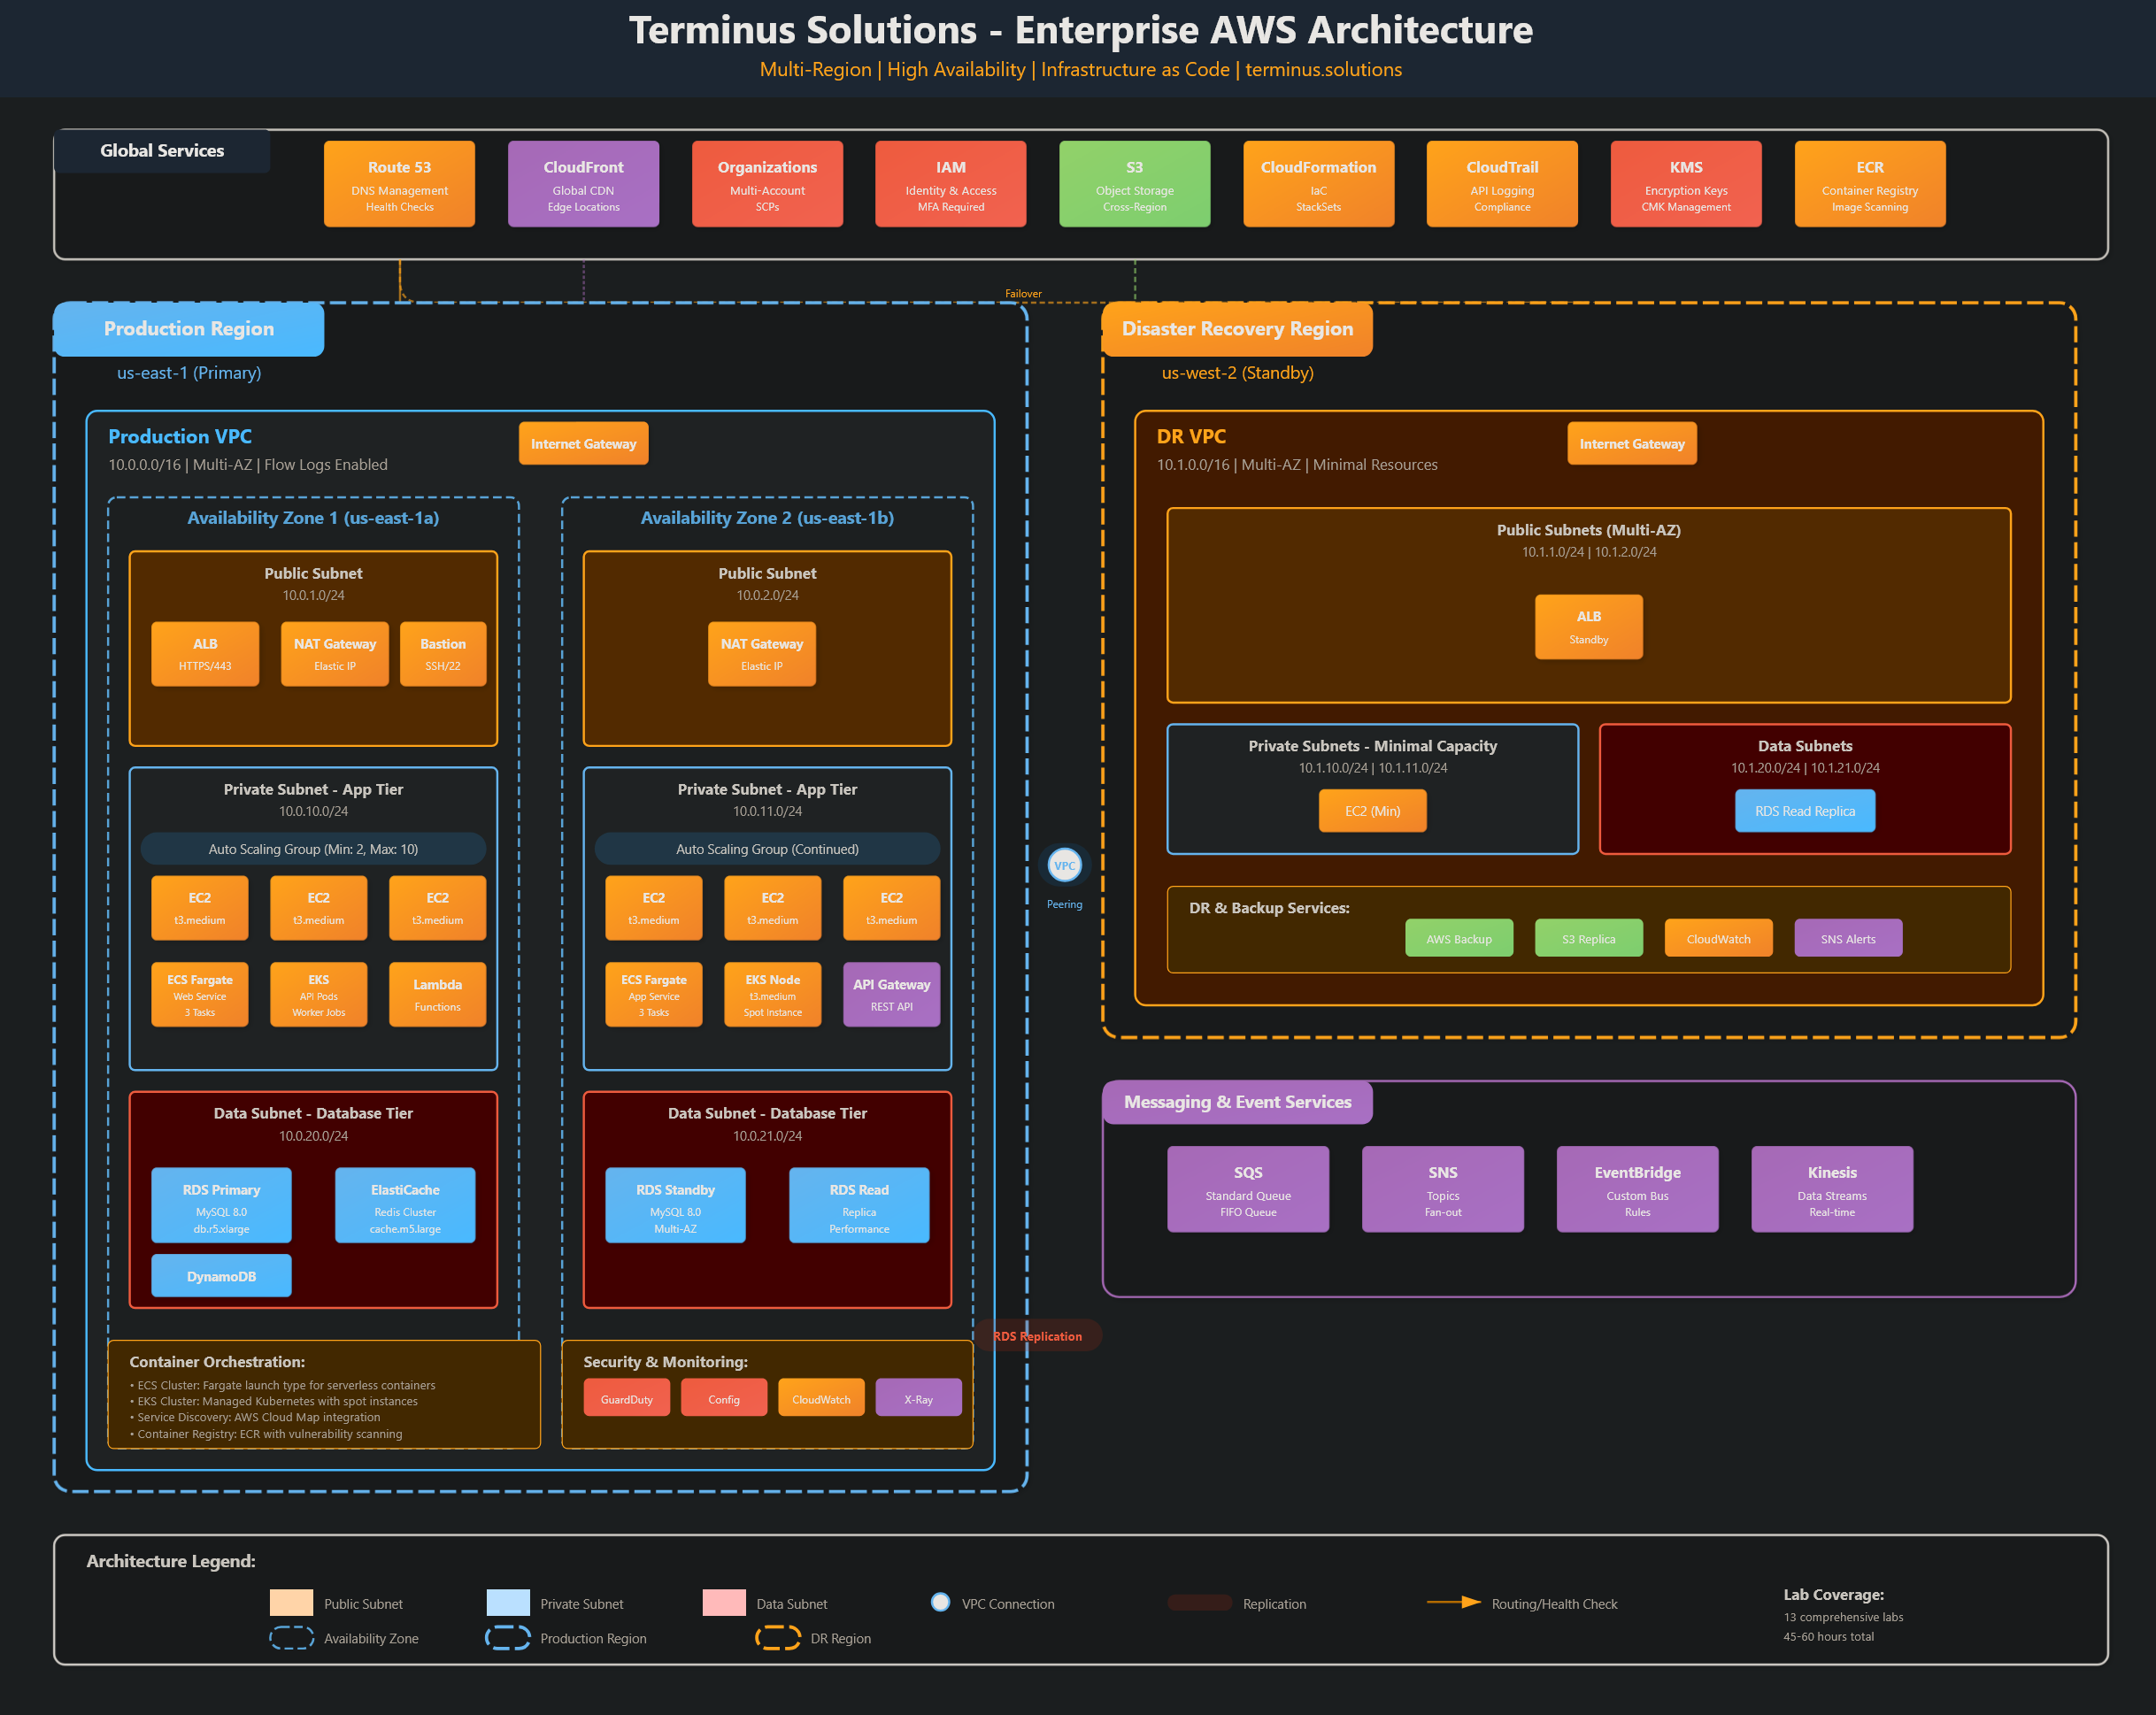 Terminus Solutions - Enterprise AWS Architecture
Multi-Region | High Availability | Infrastructure as Code | terminus.solutions
Global Services
Route 53
DNS Management
Health Checks
CloudFront
Global CDN
Edge Locations
Organizations
Multi-Account
SCPs
IAM
Identity & Access
MFA Required
S3
Object Storage
Cross-Region
CloudFormation
IaC
StackSets
CloudTrail
API Logging
Compliance
KMS
Encryption Keys
CMK Management
ECR
Container Registry
Image Scanning
Failover
Production Region
us-east-1 (Primary)
Production VPC
10.0.0.0/16 | Multi-AZ | Flow Logs Enabled
Internet Gateway
Availability Zone 1 (us-east-1a)
Public Subnet
10.0.1.0/24
ALB
HTTPS/443
NAT Gateway
Elastic IP
Bastion
SSH/22
Private Subnet - App Tier
10.0.10.0/24
Auto Scaling Group (Min: 2, Max: 10)
EC2
t3.medium
EC2
t3.medium
EC2
t3.medium
ECS Fargate
Web Service
3 Tasks
EKS
API Pods
Worker Jobs
Lambda
Functions
Data Subnet - Database Tier
10.0.20.0/24
RDS Primary
MySQL 8.0
db.r5.xlarge
ElastiCache
Redis Cluster
cache.m5.large
DynamoDB
Availability Zone 2 (us-east-1b)
Public Subnet
10.0.2.0/24
NAT Gateway
Elastic IP
Private Subnet - App Tier
10.0.11.0/24
Auto Scaling Group (Continued)
EC2
t3.medium
EC2
t3.medium
EC2
t3.medium
ECS Fargate
App Service
3 Tasks
EKS Node
t3.medium
Spot Instance
API Gateway
REST API
Data Subnet - Database Tier
10.0.21.0/24
RDS Standby
MySQL 8.0
Multi-AZ
RDS Read
Replica
Performance
Container Orchestration:
• ECS Cluster: Fargate launch type for serverless containers
• EKS Cluster: Managed Kubernetes with spot instances
• Service Discovery: AWS Cloud Map integration
• Container Registry: ECR with vulnerability scanning
Security & Monitoring:
GuardDuty
Config
CloudWatch
X-Ray
VPC
Peering
RDS Replication
Disaster Recovery Region
us-west-2 (Standby)
DR VPC
10.1.0.0/16 | Multi-AZ | Minimal Resources
Internet Gateway
Public Subnets (Multi-AZ)
10.1.1.0/24 | 10.1.2.0/24
ALB
Standby
Private Subnets - Minimal Capacity
10.1.10.0/24 | 10.1.11.0/24
EC2 (Min)
Data Subnets
10.1.20.0/24 | 10.1.21.0/24
RDS Read Replica
DR & Backup Services:
AWS Backup
S3 Replica
CloudWatch
SNS Alerts
Messaging & Event Services
SQS
Standard Queue
FIFO Queue
SNS
Topics
Fan-out
EventBridge
Custom Bus
Rules
Kinesis
Data Streams
Real-time
Architecture Legend:
Public Subnet
Private Subnet
Data Subnet
VPC Connection
Replication
Routing/Health Check
Availability Zone
Production Region
DR Region
Lab Coverage:
13 comprehensive labs
45-60 hours total